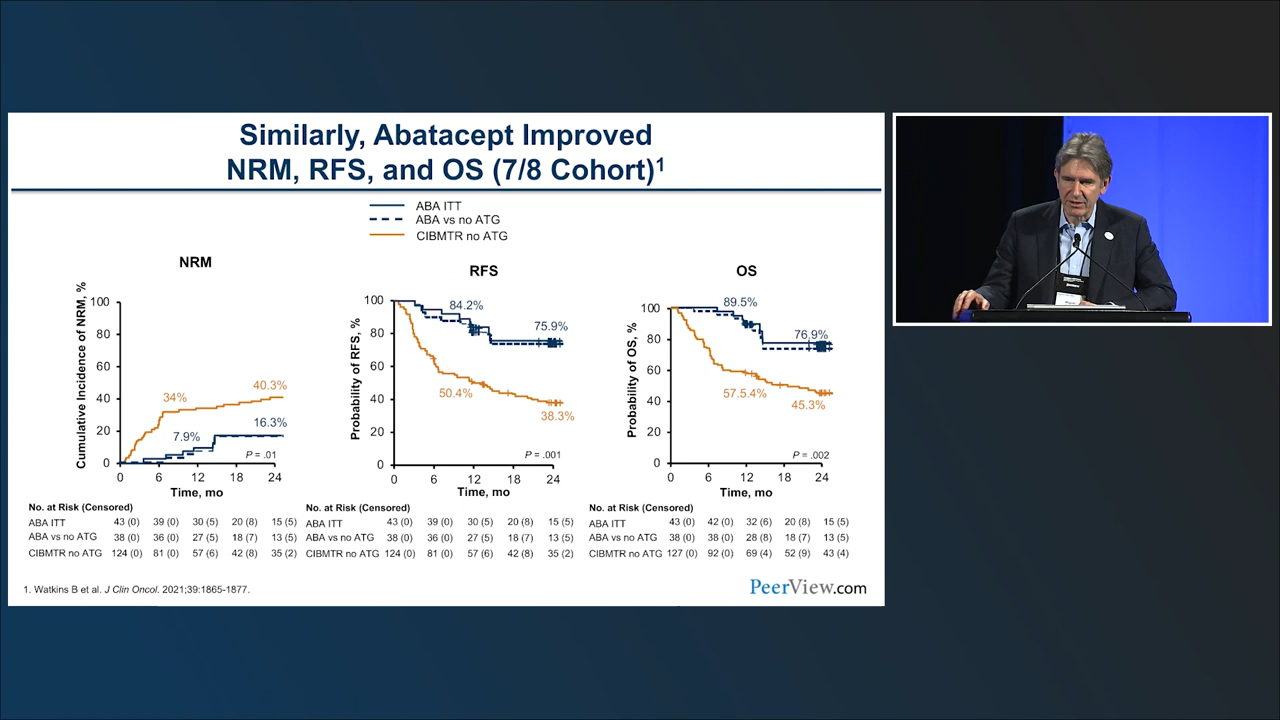 Similarly, Abatacept Improved
NRM, RFS, and OS (7/8 Cohort)1
ABA ITT
ABA vs no ATG
CIBMTR no ATG
NRM
Cumulative Incidence of NRM, %
100
80
60
40
20
0
34%
40.3%
7.9%
16.3%
P = .01
0 6 12 18 24
Time, mo
RFS
Probability of RFS, %
100
80
60
40
20
0
84.2%
75.9%
50.4%
38.3%
P = .001
0 6 12 18 24
Time, mo
OS
Probability of OS, %
100
80
60
40
20
0
89.5%
76.9%
57.5.4%
45.3%
P = .002
0 6 12 18 24
Time, mo
No. at Risk (Censored)
ABA ITT 43 (0) 39 (0) 30 (5) 20 (8) 15 (5)
ABA vs no ATG 38 (0) 36 (0) 27 (5) 18 (7) 13 (5)
CIBMTR no ATG 124 (0) 81 (0) 57 (6) 42 (8) 35 (2)
No. at Risk (Censored)
ABA ITT 43 (0) 39 (0) 30 (5) 20 (8) 15 (5)
ABA vs no ATG 38 (0) 36 (0) 27 (5) 18 (7) 13 (5)
CIBMTR no ATG 124 (0) 81 (0) 57 (6) 42 (8) 35 (2)
No. at Risk (Censored)
ABA ITT 43 (0) 42 (0) 32 (6) 20 (8) 15 (5)
ABA vs no ATG 38 (0) 38 (0) 28 (8) 18 (7) 13 (5)
CIBMTR no ATG 127 (0) 92 (0) 69 (4) 52 (9) 43 (4)
1. Watkins B et al. J Clin Oncol. 2021;39:1865-1877.
PeerView.com